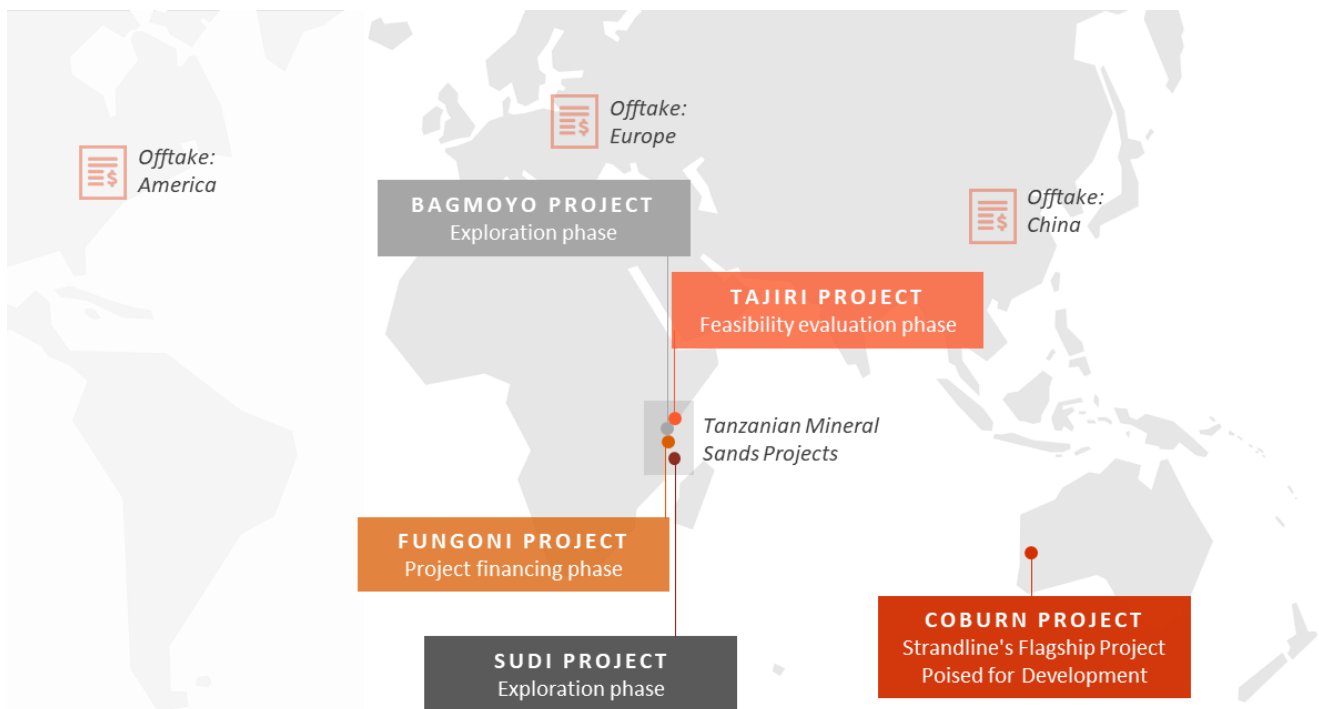 Offtake:
America
Offtake:
Europe
Offtake:
China
BAGMOYO PROJECT
Exploration phase
TAJIRI PROJECT
Feasibility evaluation phase
Tanzanian Mineral
Sands Projects
FUNGONI PROJECT
Project financing phase
SUDI PROJECT
Exploration phase
COBURN PROJECT
Strandline's Flagship Project
Poised for Development